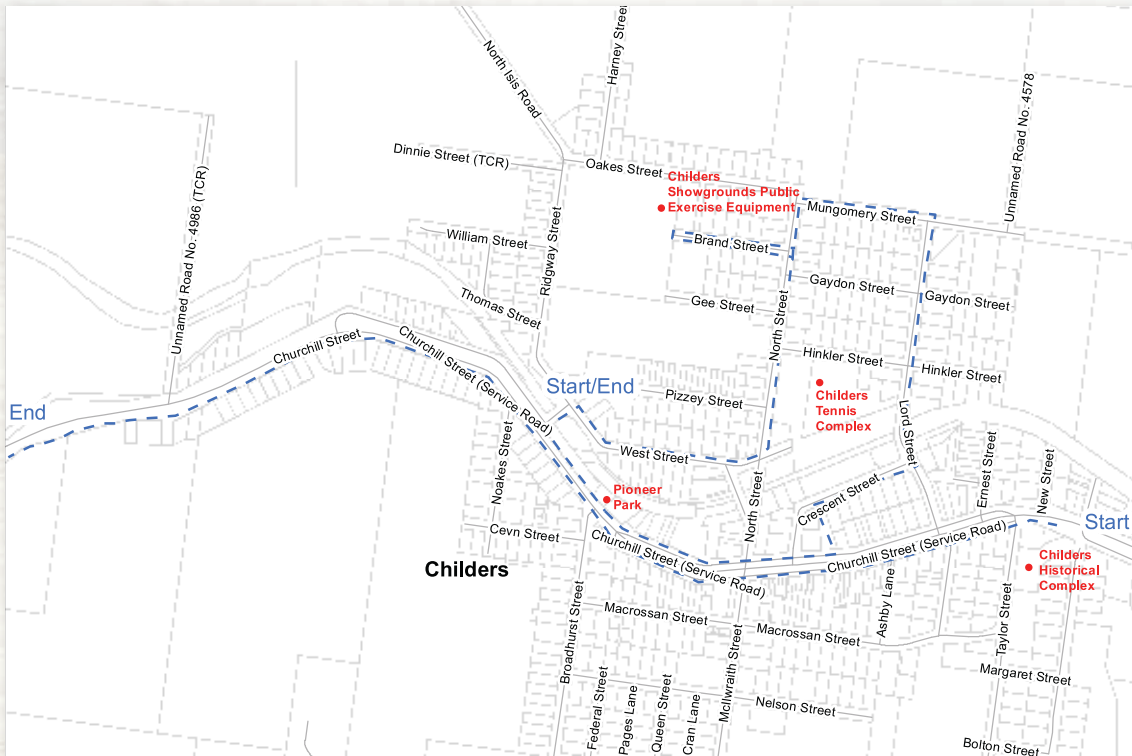 North Isis Road
Harney Street
Unnamed Road No. 4578
Dinnie Street (TCR)
Oakes Street
Childers
Showgrounds Public
Exercise Equipment
Mungomery Street
Unnamed Road No. 4986 (TCR)
William Street
Ridgway Street
Brand Street
Gaydon Street
Gaydon Street
Thomas Street
Gee Street
North Street
Churchill Street
Churchill Street (Service Road)
Hinkler Street
Hinkler Street
Start/End
Childers
Tennis
Complex
Pizzey Street
End
Lord Street
West Street
Noakes Street
Ernest Street
New Street
Pioneer
Park
Crescent Street
North Street
Start
Cevn Street
Churchill Street (Service Road)
Churchill Street (Service Road)
Childers
Childers
Historical
Complex
Broadhurst Street
Macrossan Street
Macrossan Street
Ashby Lane
Taylor Street
McIlwraith Street
Margaret Street
Federal Street
Pages Lane
Queen Street
Cran Lane
Nelson Street
Bolton Street